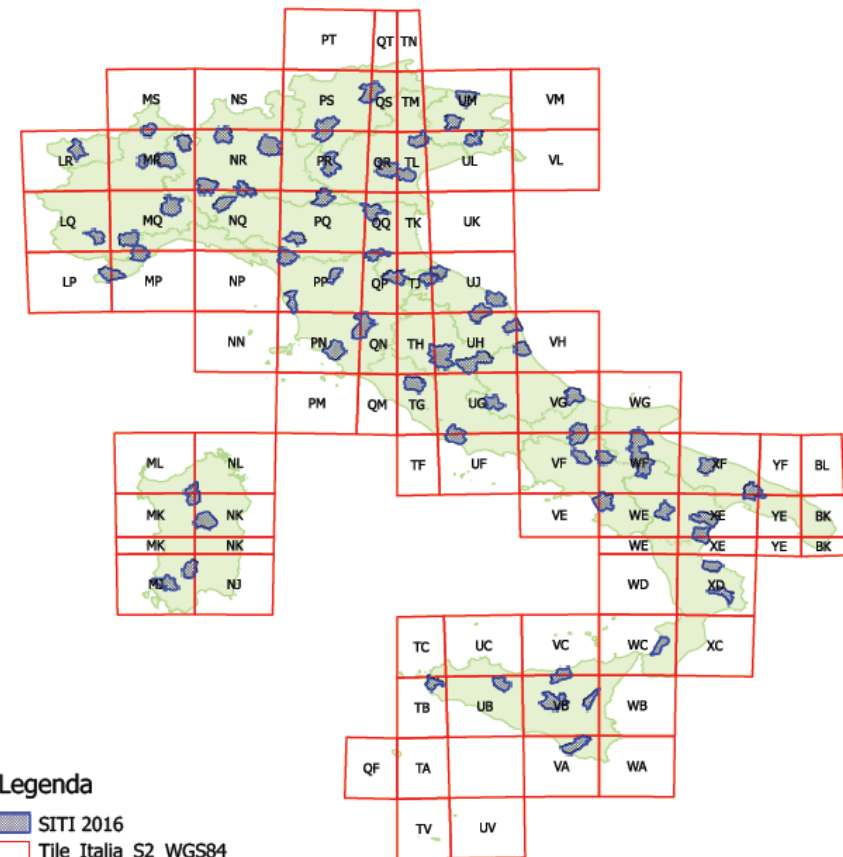 PT QT TN
MS NS PS QS TM UM VM
LR MR NR PR QR TL UL VL
LQ MQ NQ PQ QQ TK UK
LP MP NP PP QP TJ UJ
NN PN QN TH UH VH
PM QM TG UG VG WG
ML NL TF UF VF WF XF YF BL
MK NK VE WE XE YE BK
MK NK WE XE YE BK
MJ NJ WD XD
TC UC VC WC XC
TB UB VB WB
QF TA VA WA
TV UV
Legenda
SITI 2016
Tile_Italia_S2_WGS84